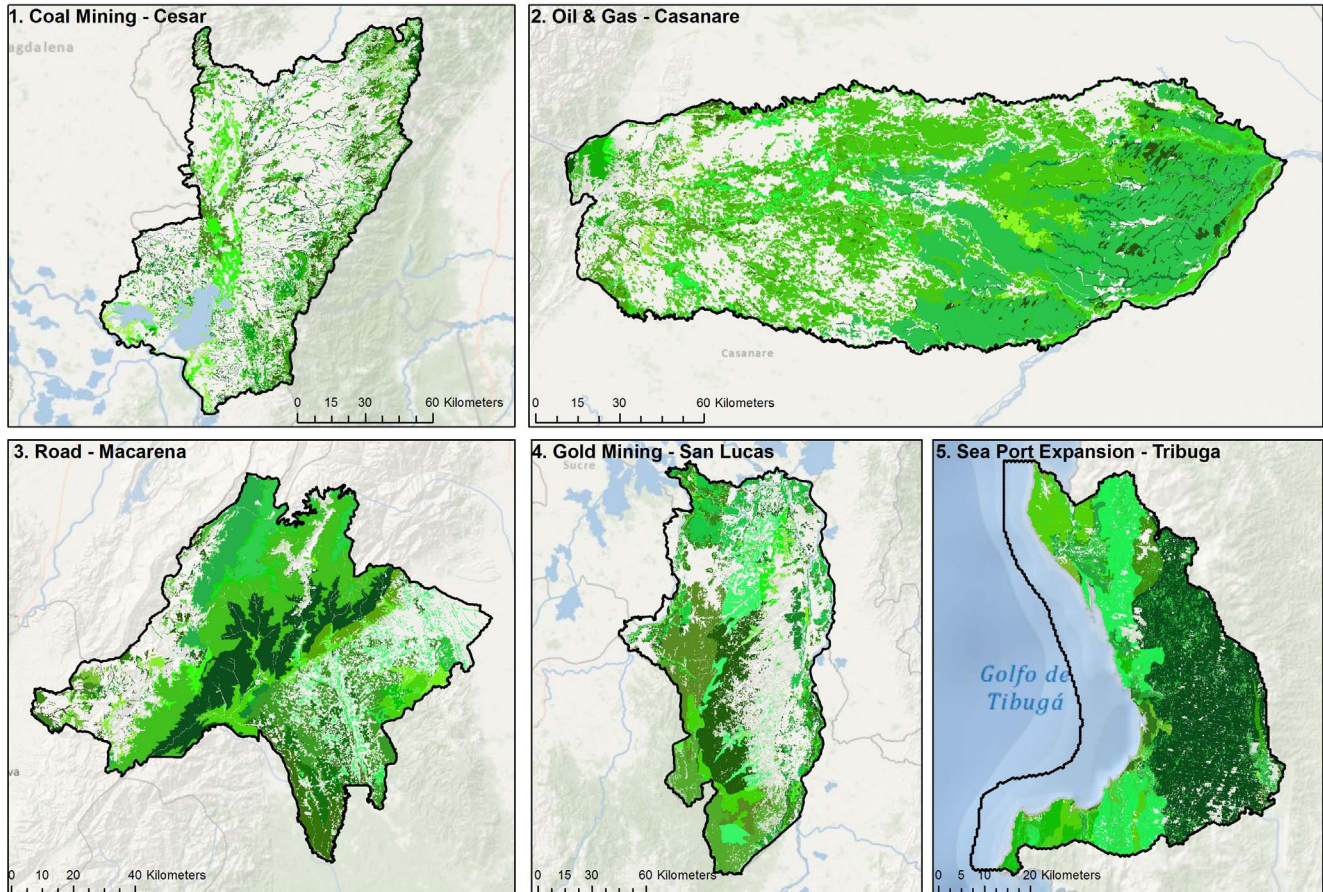 1. Coal Mining - Cesar
agdalena
0 15 30 60 Kilometers
2. Oil & Gas - Casanare
Casanare
0 15 30 60 Kilometers
3. Road - Macarena
va
0 10 20 40 Kilometers
4. Gold Mining - San Lucas
Sucre
0 15 30 60 Kilometers
5. Sea Port Expansion - Tribuga
Golfo de
Tibugá
0 5 10 20 Kilometers